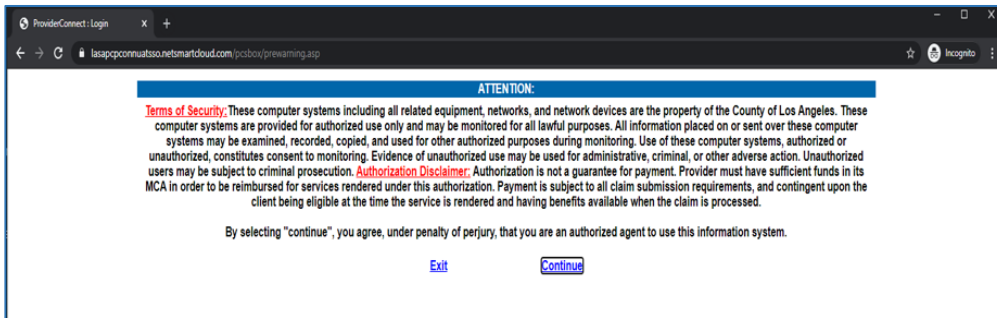 ProviderConnect : Login
lasapcpconnuatsso.netsmartcloud.com/pcsbox/prewarning.asp
Incognito
ATTENTION:
Terms of Security: These computer systems including all related equipment, networks, and network devices are the property of the County of Los Angeles. These
computer systems are provided for authorized use only and may be monitored for all lawful purposes. All information placed on or sent over these computer
systems may be examined, recorded, copied, and used for other authorized purposes during monitoring. Use of these computer systems, authorized or
unauthorized, constitutes consent to monitoring. Evidence of unauthorized use may be used for administrative, criminal, or other adverse action. Unauthorized
users may be subject to criminal prosecution. Authorization Disclaimer: Authorization is not a guarantee for payment. Provider must have sufficient funds in its
MCA in order to be reimbursed for services rendered under this authorization. Payment is subject to all claim submission requirements, and contingent upon the
client being eligible at the time the service is rendered and having benefits available when the claim is processed.
By selecting "continue", you agree, under penalty of perjury, that you are an authorized agent to use this information system.
Exit
Continue